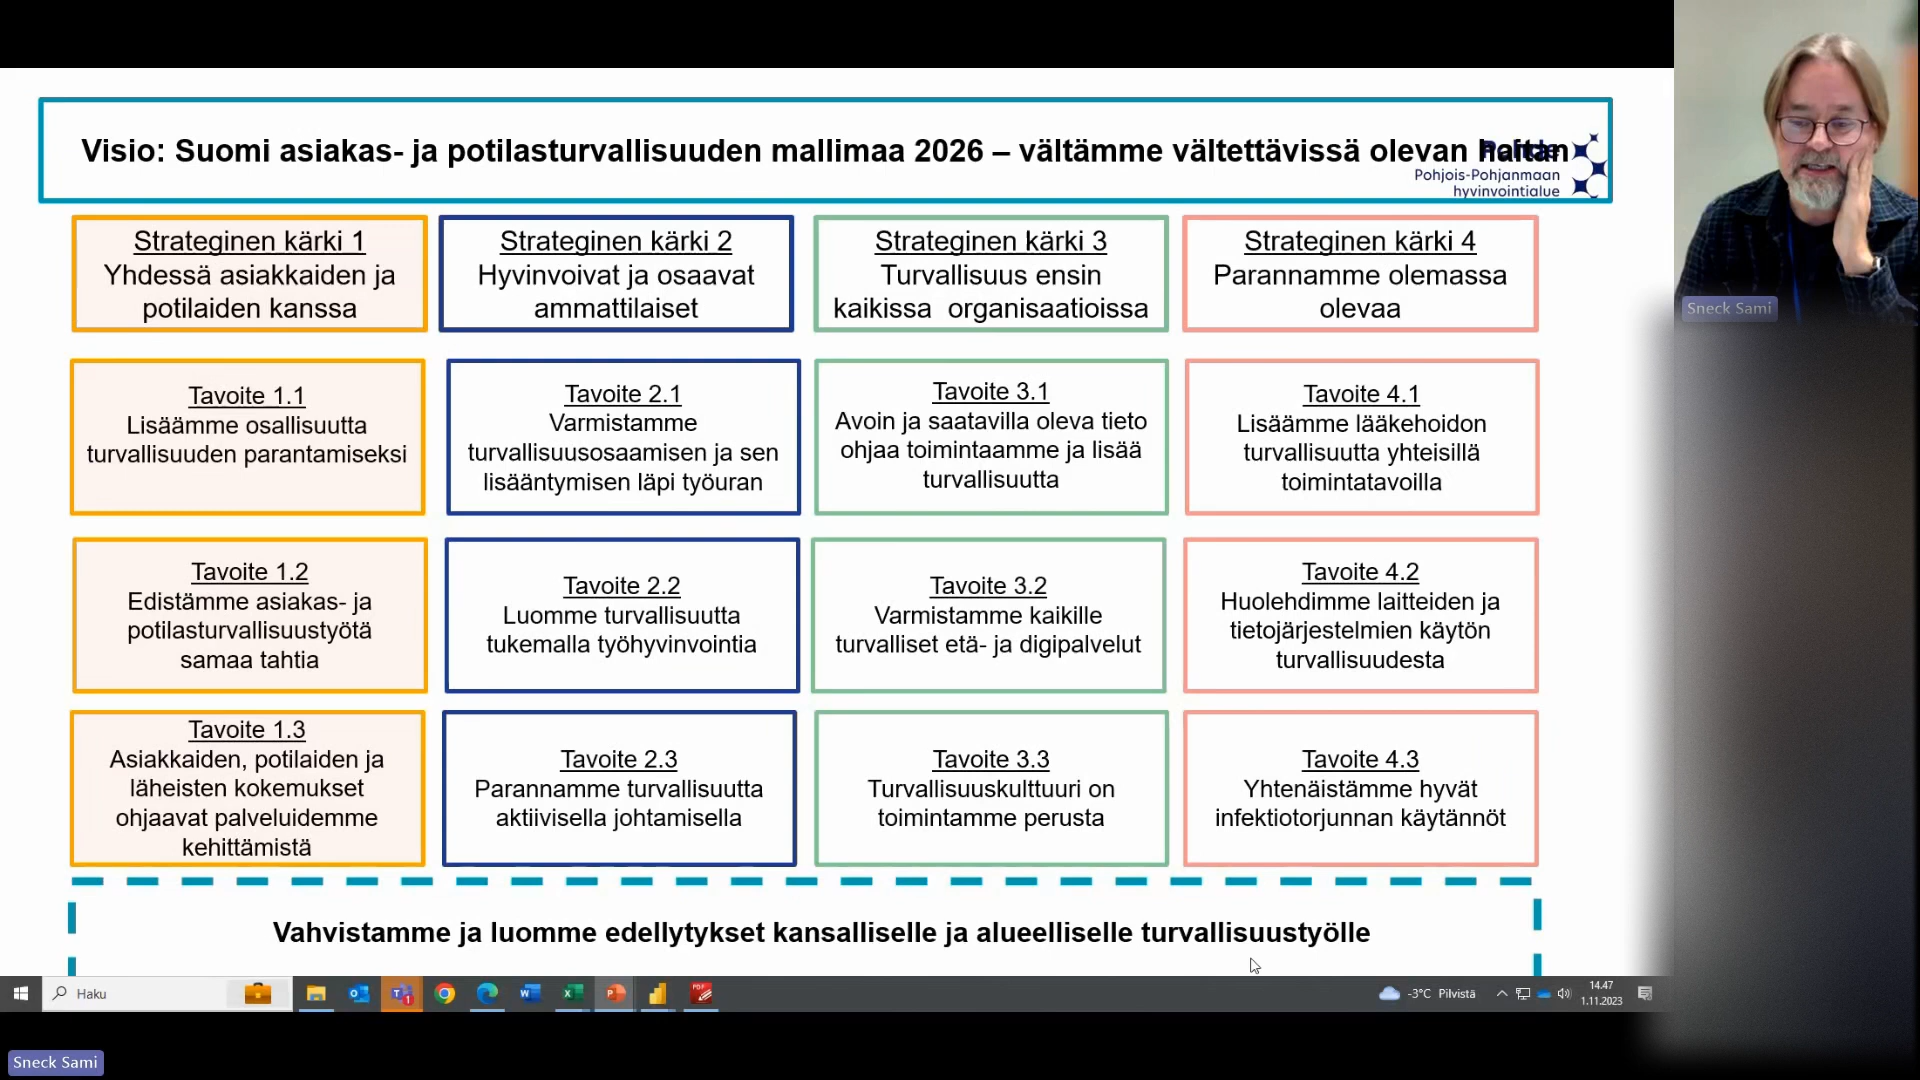 Visio: Suomi asiakas- ja potilasturvallisuuden mallimaa 2026 – vältämme vältettävissä olevan haitan
Pohde
Pohjois-Pohjanmaan
hyvinvointialue
Strateginen kärki 1
Yhdessä asiakkaiden ja
potilaiden kanssa
Strateginen kärki 2
Hyvinvoivat ja osaavat
ammattilaiset
Strateginen kärki 3
Turvallisuus ensin
kaikissa  organisaatioissa
Strateginen kärki 4
Parannamme olemassa
olevaa
Tavoite 1.1
Lisäämme osallisuutta
turvallisuuden parantamiseksi
Tavoite 2.1
Varmistamme
turvallisuusosaamisen ja sen
lisääntymisen läpi työuran
Tavoite 3.1
Avoin ja saatavilla oleva tieto
ohjaa toimintaamme ja lisää
turvallisuutta
Tavoite 4.1
Lisäämme lääkehoidon
turvallisuutta yhteisillä
toimintatavoilla
Tavoite 1.2
Edistämme asiakas- ja
potilasturvallisuustyötä
samaa tahtia
Tavoite 2.2
Luomme turvallisuutta
tukemalla työhyvinvointia
Tavoite 3.2
Varmistamme kaikille
turvalliset etä- ja digipalvelut
Tavoite 4.2
Huolehdimme laitteiden ja
tietojärjestelmien käytön
turvallisuudesta
Tavoite 1.3
Asiakkaiden, potilaiden ja
läheisten kokemukset
ohjaavat palveluidemme
kehittämistä
Tavoite 2.3
Parannamme turvallisuutta
aktiivisella johtamisella
Tavoite 3.3
Turvallisuuskulttuuri on
toimintamme perusta
Tavoite 4.3
Yhtenäistämme hyvät
infektiotorjunnan käytännöt
Vahvistamme ja luomme edellytykset kansalliselle ja alueelliselle turvallisuustyölle
Haku
-3°C Pilvistä
14.47
1.11.2023
Sneck Sami
Sneck Sami